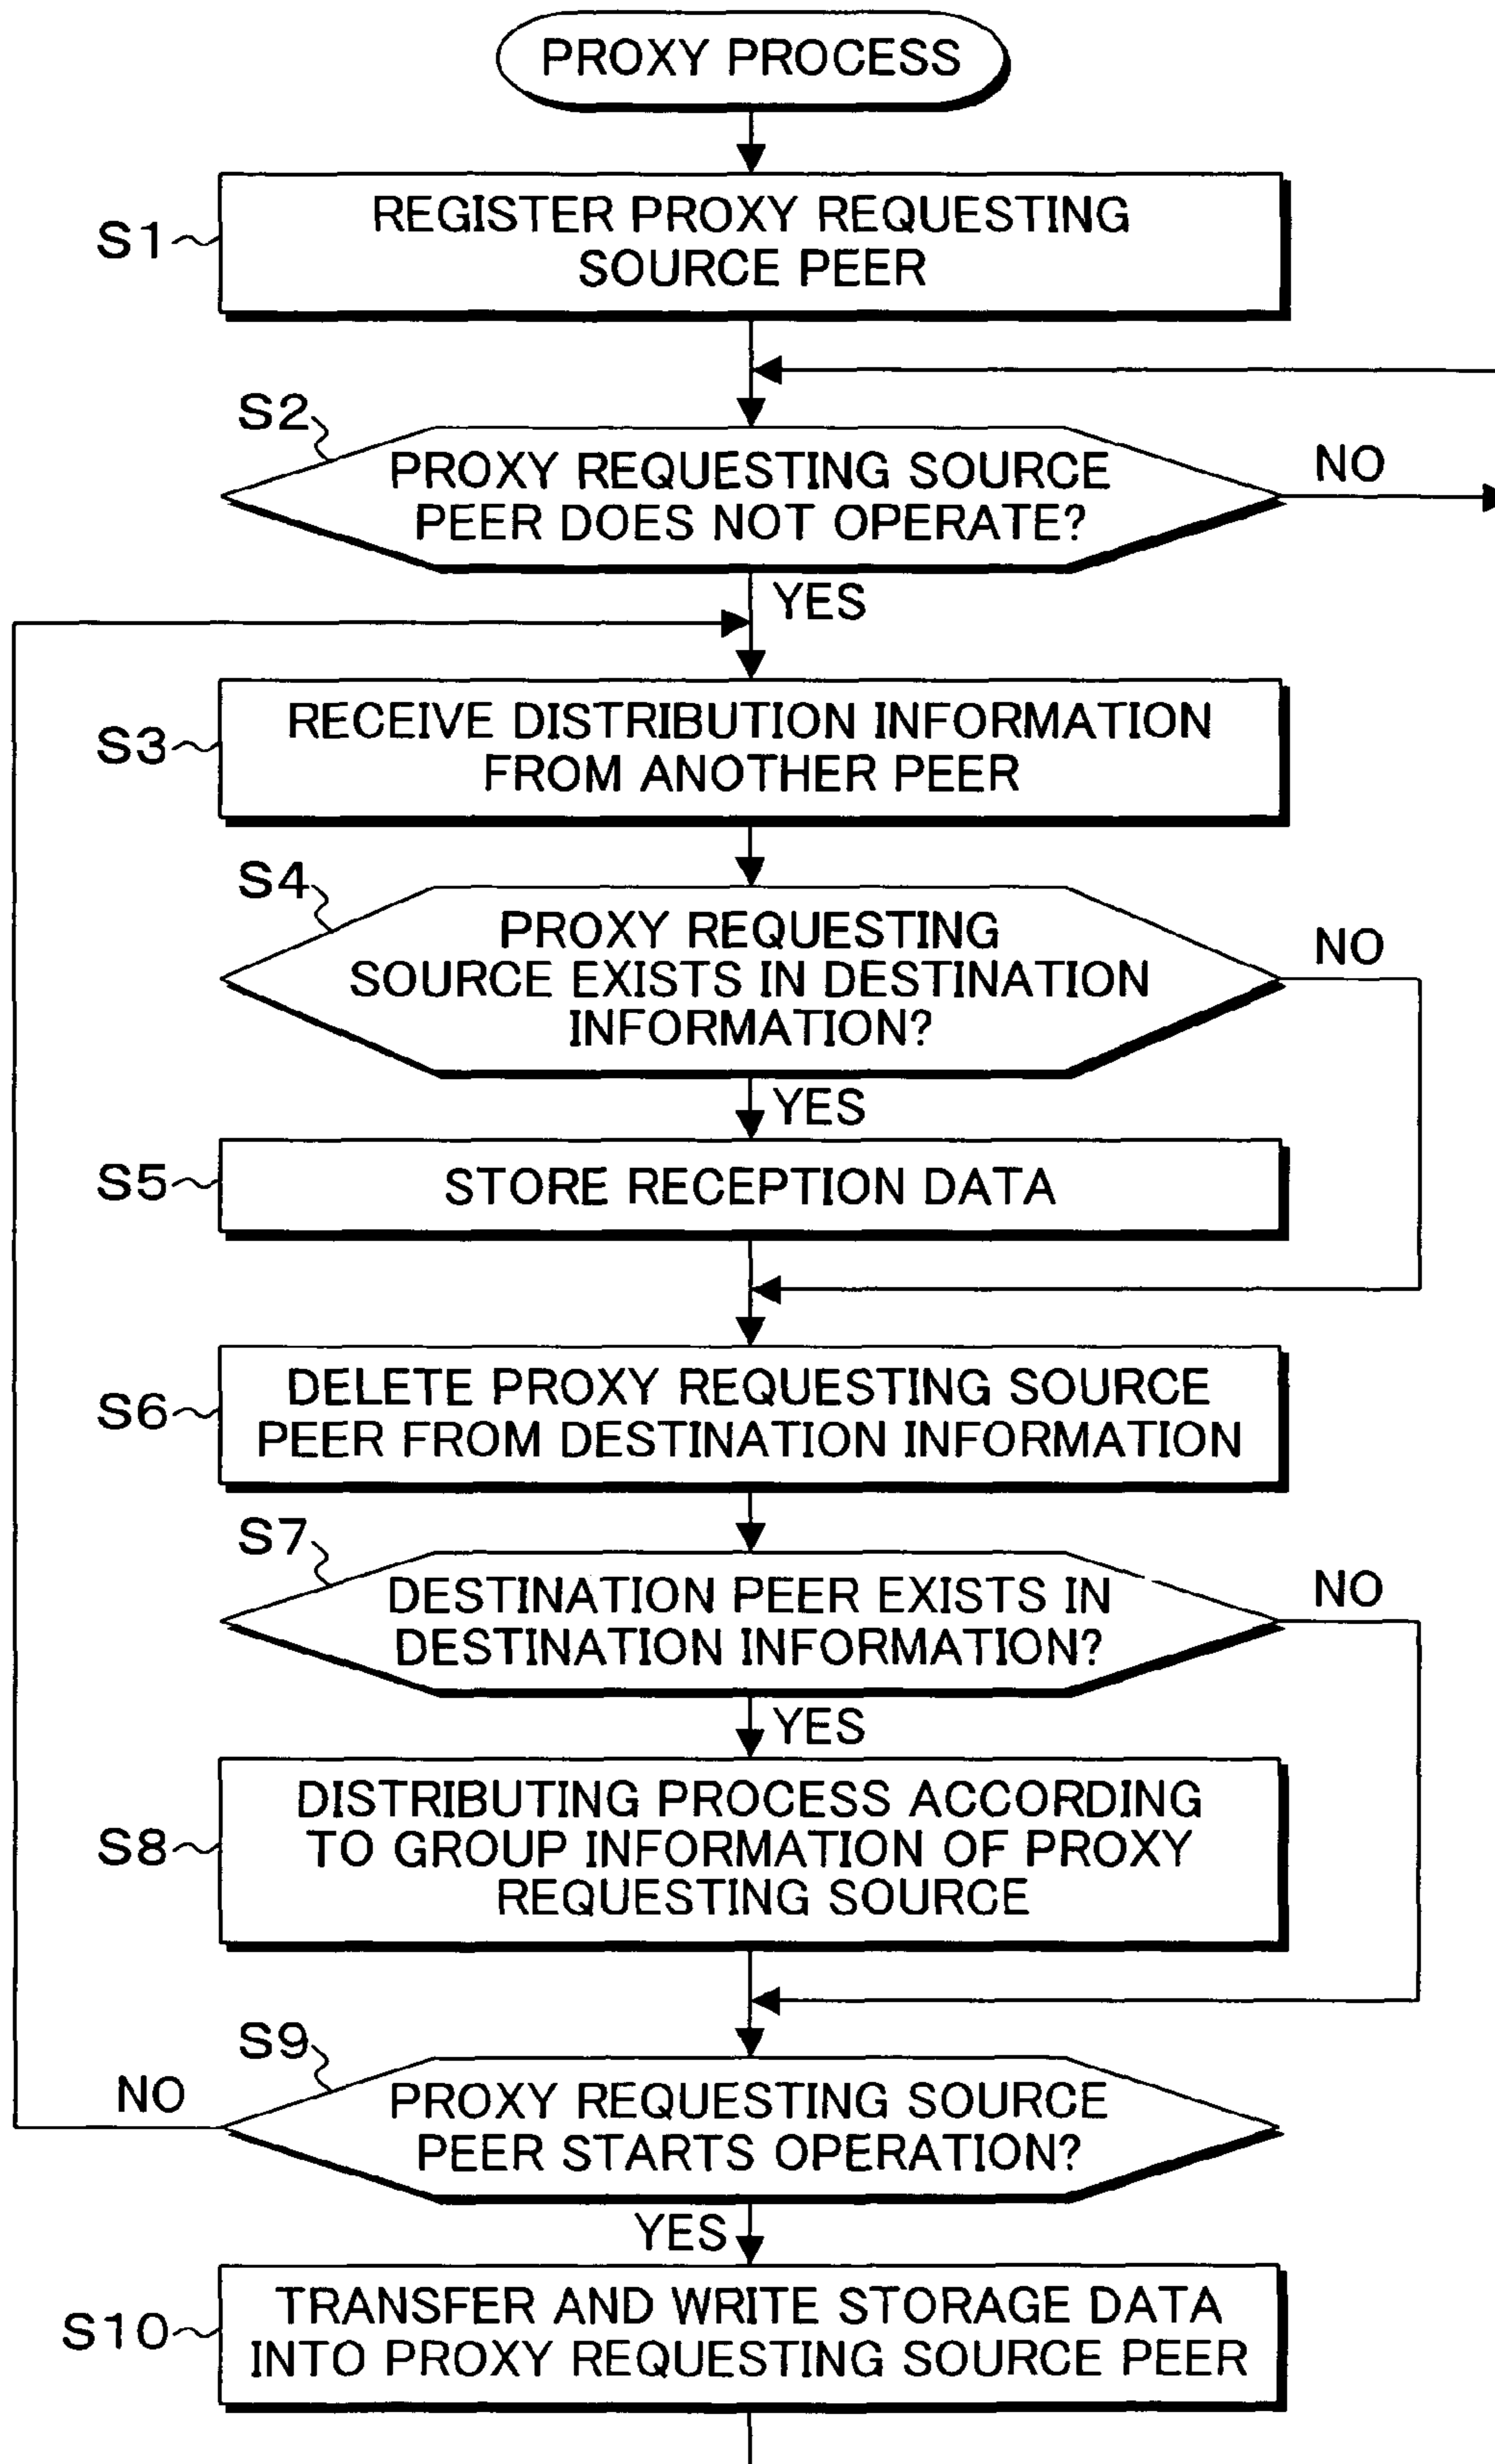 PROXY PROCESS
S1
REGISTER PROXY REQUESTING
SOURCE PEER
S2
PROXY REQUESTING SOURCE
PEER DOES NOT OPERATE?
NO
YES
S3
RECEIVE DISTRIBUTION INFORMATION
FROM ANOTHER PEER
S4
PROXY REQUESTING
SOURCE EXISTS IN DESTINATION
INFORMATION?
NO
YES
S5
STORE RECEPTION DATA
S6
DELETE PROXY REQUESTING SOURCE
PEER FROM DESTINATION INFORMATION
S7
DESTINATION PEER EXISTS IN
DESTINATION INFORMATION?
NO
YES
S8
DISTRIBUTING PROCESS ACCORDING
TO GROUP INFORMATION OF PROXY
REQUESTING SOURCE
S9
NO
PROXY REQUESTING SOURCE
PEER STARTS OPERATION?
YES
S10
TRANSFER AND WRITE STORAGE DATA
INTO PROXY REQUESTING SOURCE PEER